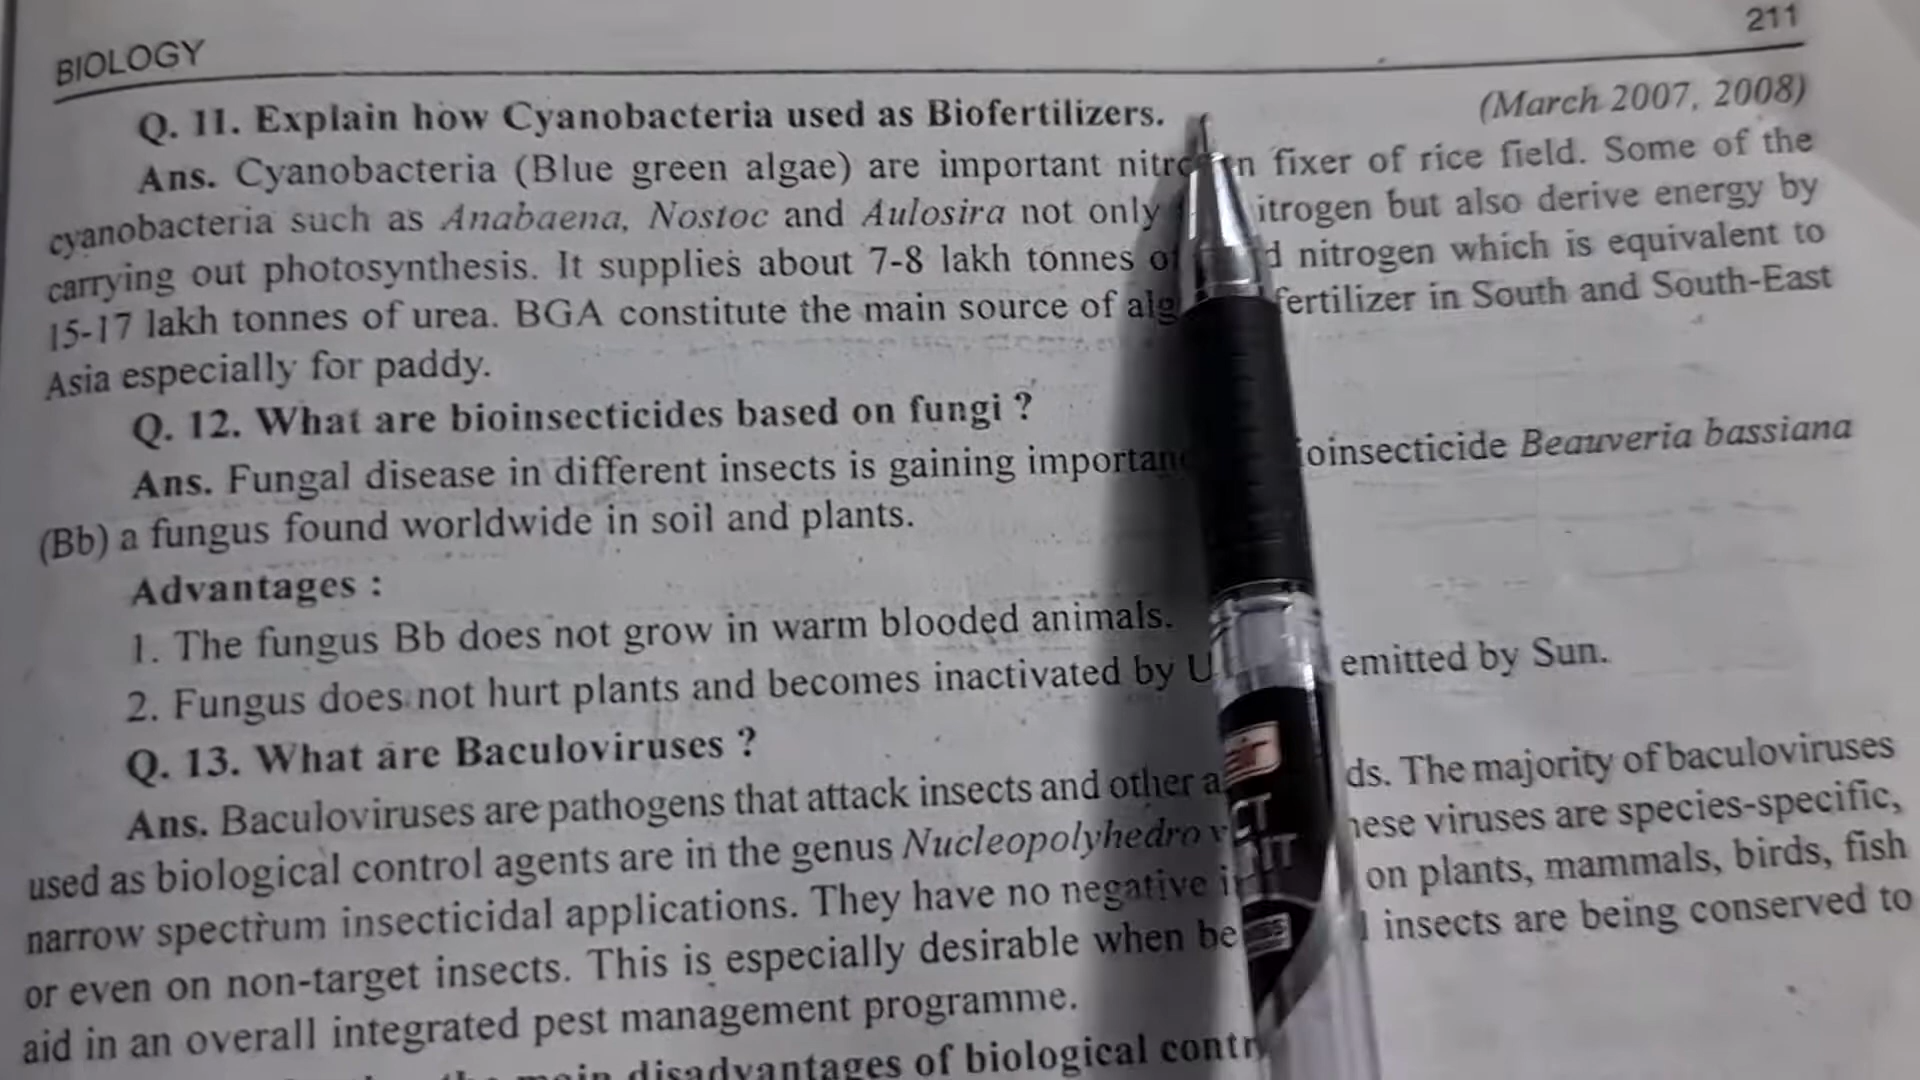 BIOLOGY 211
Q. 11. Explain how Cyanobacteria used as Biofertilizers. (March 2007, 2008)
Ans. Cyanobacteria (Blue green algae) are important fixer of rice field. Some of the
cyanobacteria such as Anabaena, Nostoc and Aulosira not only but also derive energy by
carrying out photosynthesis. It supplies about 7-8 lakh tonnes nitrogen which is equivalent to
15-17 lakh tonnes of urea. BGA constitute the main source of fertilizer in South and South-East
Asia especially for paddy.
Q. 12. What are bioinsecticides based on fungi ?
Ans. Fungal disease in different insects is gaining Beauveria bassiana
(Bb) a fungus found worldwide in soil and plants.
Advantages :
1. The fungus Bb does not grow in warm blooded animals.
2. Fungus does not hurt plants and becomes inactivated by emitted by Sun.
Q. 13. What are Baculoviruses ?
Ans. Baculoviruses are pathogens that attack insects and other The majority of baculoviruses
used as biological control agents are in the genus Nucleopolyhedro viruses are species-specific,
narrow spectrum insecticidal applications. They have no negative on plants, mammals, birds, fish
or even on non-target insects. This is especially desirable when insects are being conserved to
aid in an overall integrated pest management programme.
main disadvantages of biological